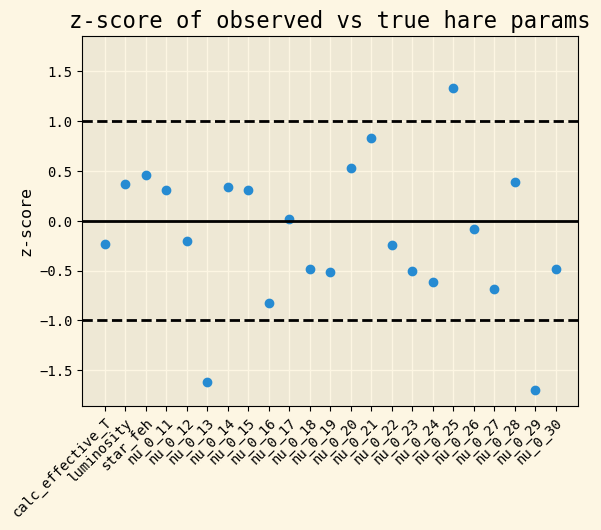 z-score of observed vs true hare params
z-score
1.5
1.0
0.5
0.0
−0.5
−1.0
−1.5
calc_effective_T
luminosity
star_feh
nu_0_11
nu_0_12
nu_0_13
nu_0_14
nu_0_15
nu_0_16
nu_0_17
nu_0_18
nu_0_19
nu_0_20
nu_0_21
nu_0_22
nu_0_23
nu_0_24
nu_0_25
nu_0_26
nu_0_27
nu_0_28
nu_0_29
nu_0_30